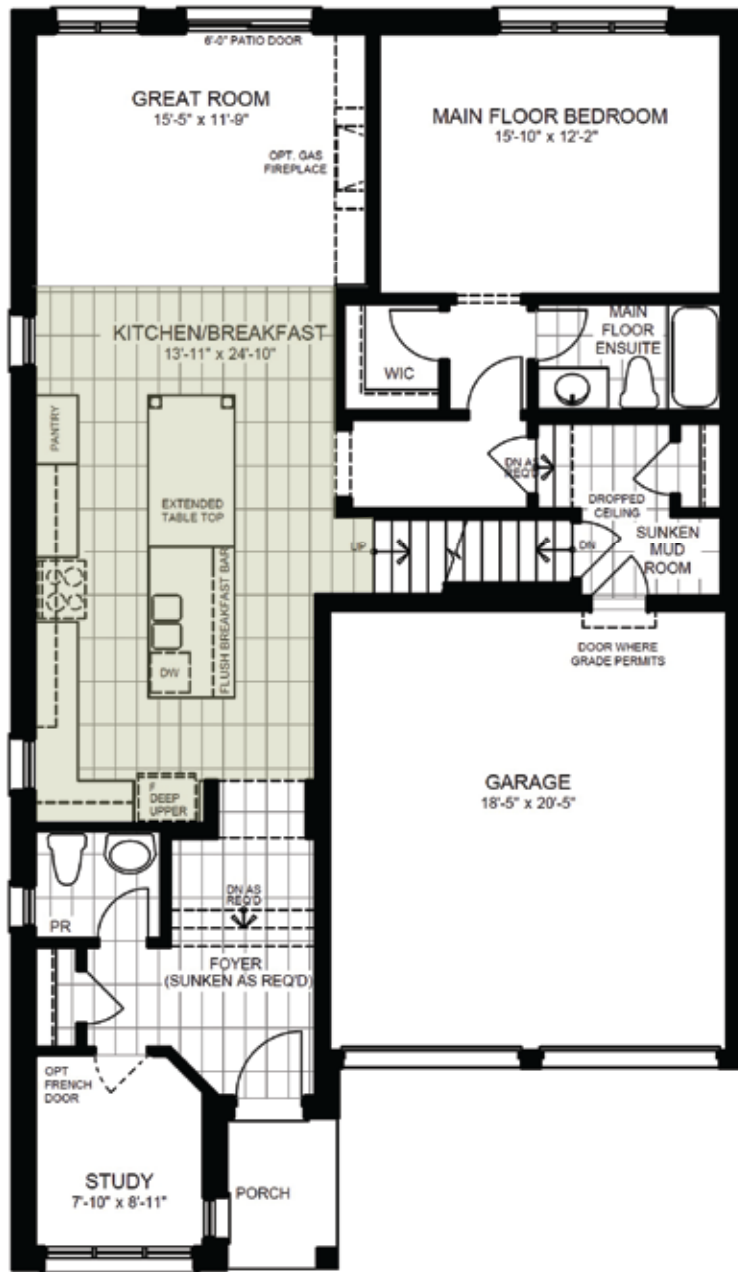 6'-0" PATIO DOOR
GREAT ROOM
15'-5" x 11'-9"
OPT. GAS
FIREPLACE
MAIN FLOOR BEDROOM
15'-10" x 12'-2"
KITCHEN/BREAKFAST
13'-11" x 24'-10"
WIC
MAIN
FLOOR
ENSUITE
PANTRY
EXTENDED
TABLE TOP
DN AS
REQ'D
DROPPED
CEILING
SUNKEN
MUD
ROOM
UP
DN
FLUSH BREAKFAST BAR
DW
DOOR WHERE
GRADE PERMITS
F
DEEP
UPPER
GARAGE
18'-5" x 20'-5"
PR
DN AS
REQ'D
FOYER
(SUNKEN AS REQ'D)
OPT
FRENCH
DOOR
STUDY
7'-10" x 8'-11"
PORCH